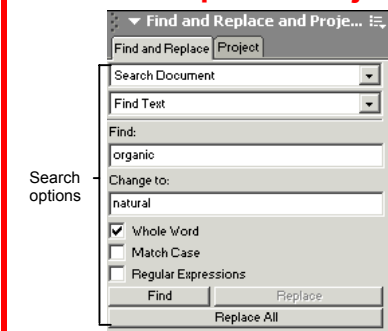 Find and Replace and Proje...
Find and Replace Project
Search Document
Find Text
Find:
organic
Search options
Change to:
natural
Whole Word
Match Case
Regular Expressions
Find Replace
Replace All